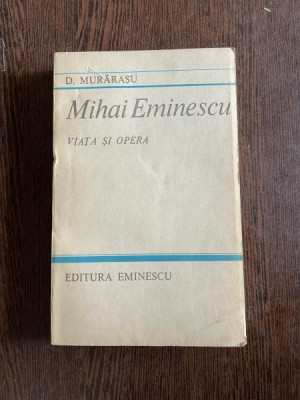 D. MURĂRAȘU
Mihai Eminescu
VIAȚA ȘI OPERA
EDITURA EMINESCU